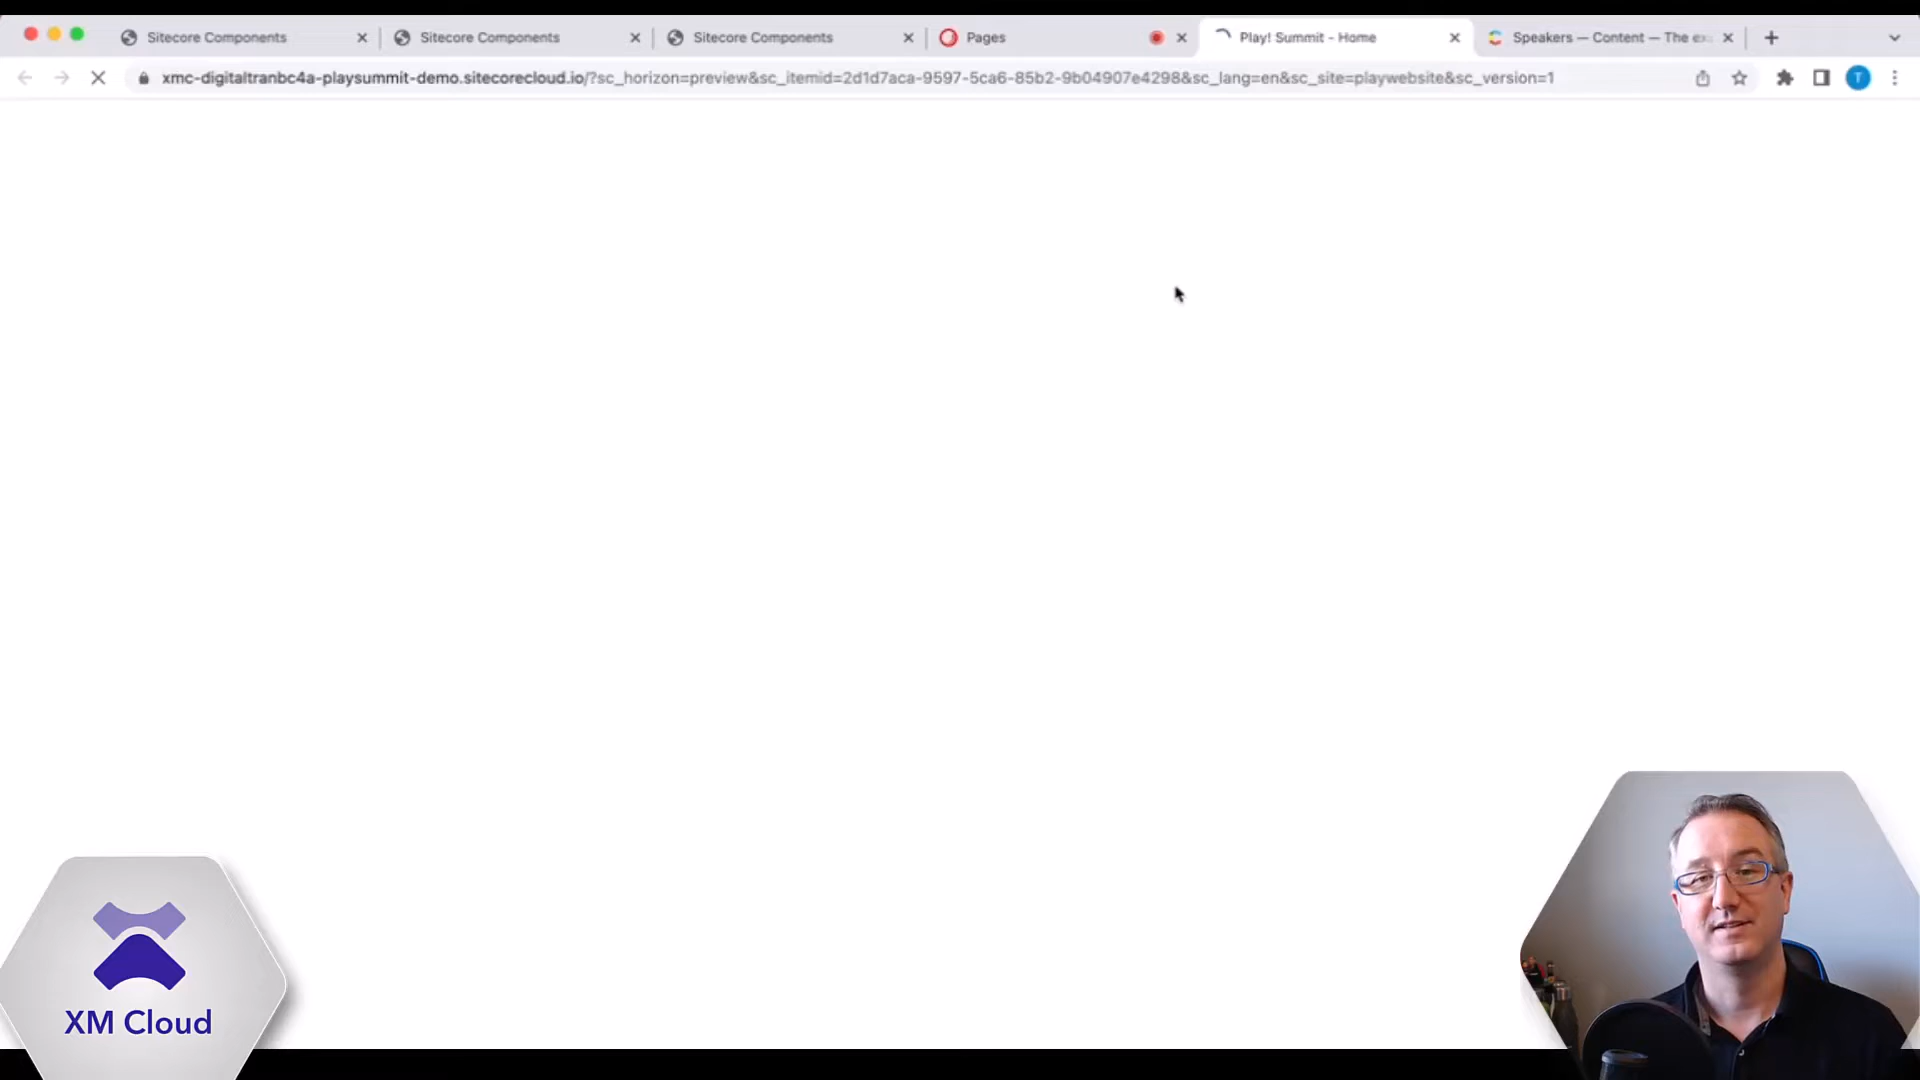 Sitecore Components
Sitecore Components
Sitecore Components
Pages
Play! Summit - Home
Speakers — Content — The ex
xmc-digitaltranbc4a-playsummit-demo.sitecorecloud.io/?sc_horizon=preview&sc_itemid=2d1d7aca-9597-5ca6-85b2-9b04907e4298&sc_lang=en&sc_site=playwebsite&sc_version=1
T
XM Cloud